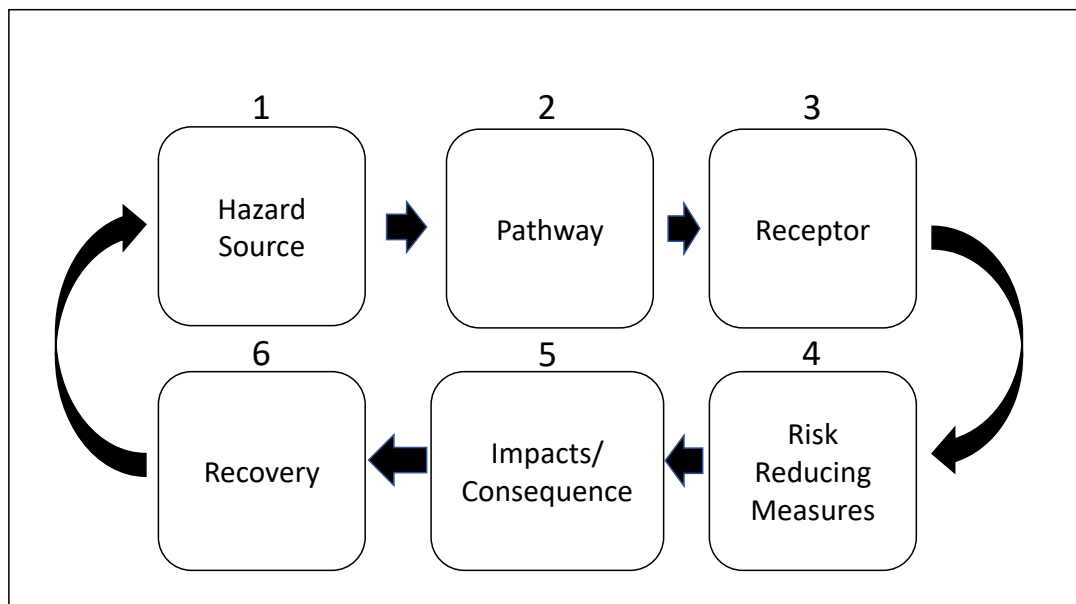 1
2
3
Hazard
Source
Pathway
Receptor
6
5
4
Recovery
Impacts/
Consequence
Risk
Reducing
Measures